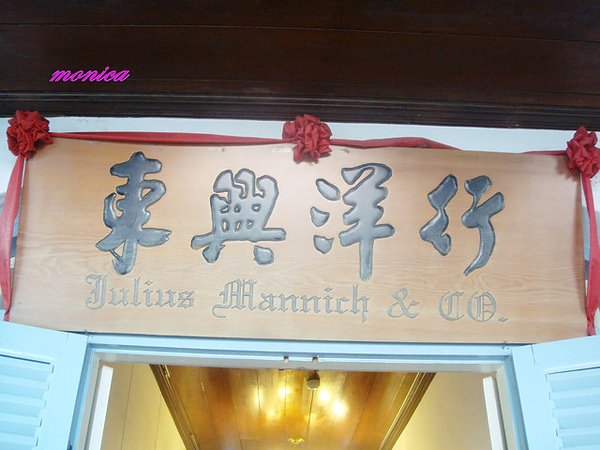 monica
東興洋行
Julius Mannich & CO.